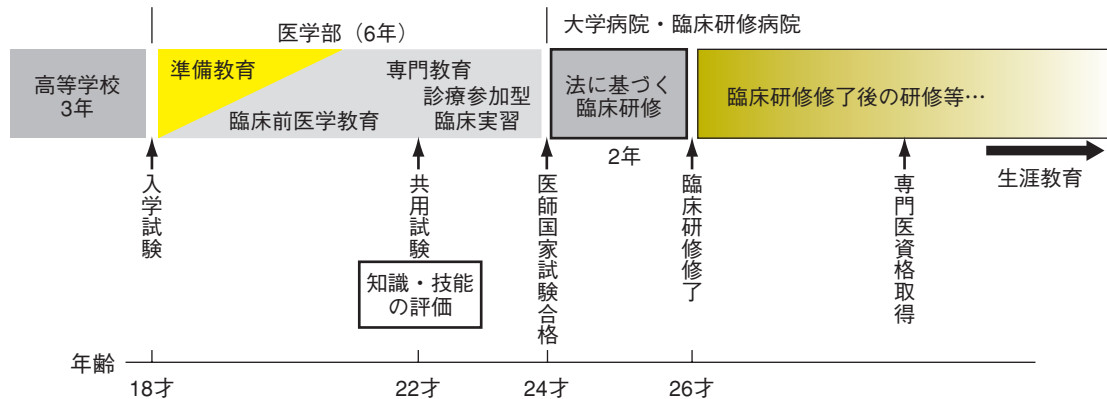 医学部（6年）
大学病院・臨床研修病院
高等学校
3年
準備教育
臨床前医学教育
専門教育
診療参加型
臨床実習
法に基づく
臨床研修
2年
臨床研修修了後の研修等…
生涯教育
入学試験
共用試験
知識・技能
の評価
医師国家試験合格
臨床研修修了
専門医資格取得
年齢
18才
22才
24才
26才